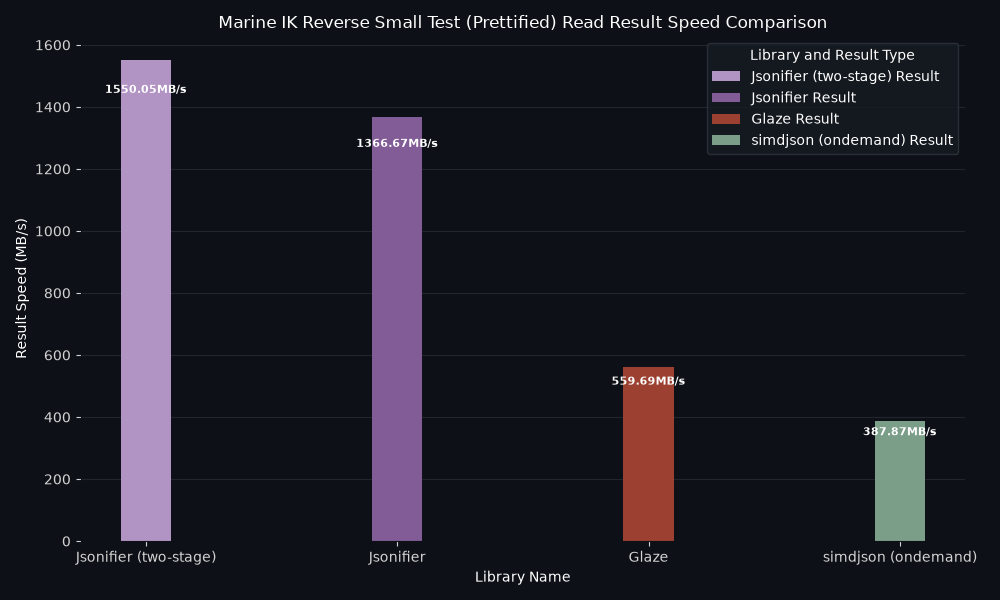 Marine IK Reverse Small Test (Prettified) Read Result Speed Comparison
Library and Result Type
Jsonifier (two-stage) Result
Jsonifier Result
Glaze Result
simdjson (ondemand) Result
Result Speed (MB/s)
1600
1400
1200
1000
800
600
400
200
0
1550.05MB/s
1366.67MB/s
559.69MB/s
387.87MB/s
Jsonifier (two-stage)
Jsonifier
Glaze
simdjson (ondemand)
Library Name